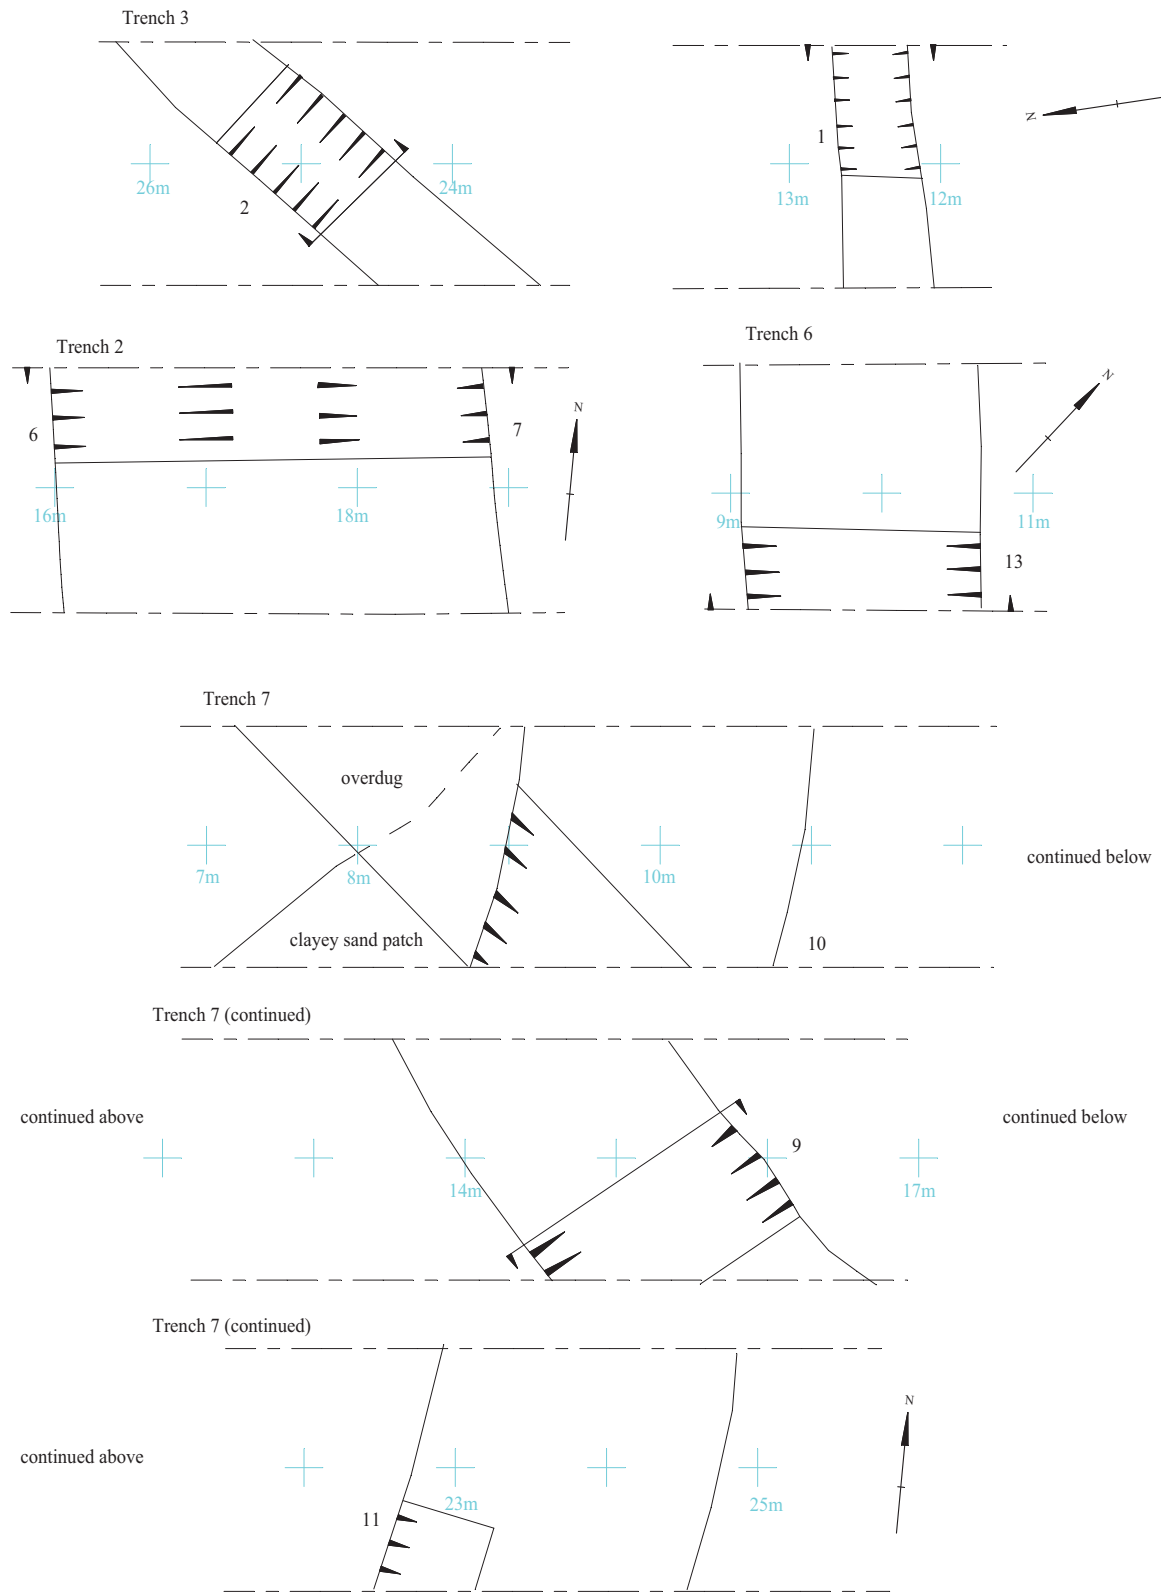 Trench 3
26m
24m
2
1
13m
12m
N
Trench 2
6
7
16m
18m
N
Trench 6
9m
11m
13
N
Trench 7
overdug
7m
8m
10m
continued below
clayey sand patch
10
Trench 7 (continued)
continued above
9
continued below
14m
17m
Trench 7 (continued)
N
continued above
23m
25m
11